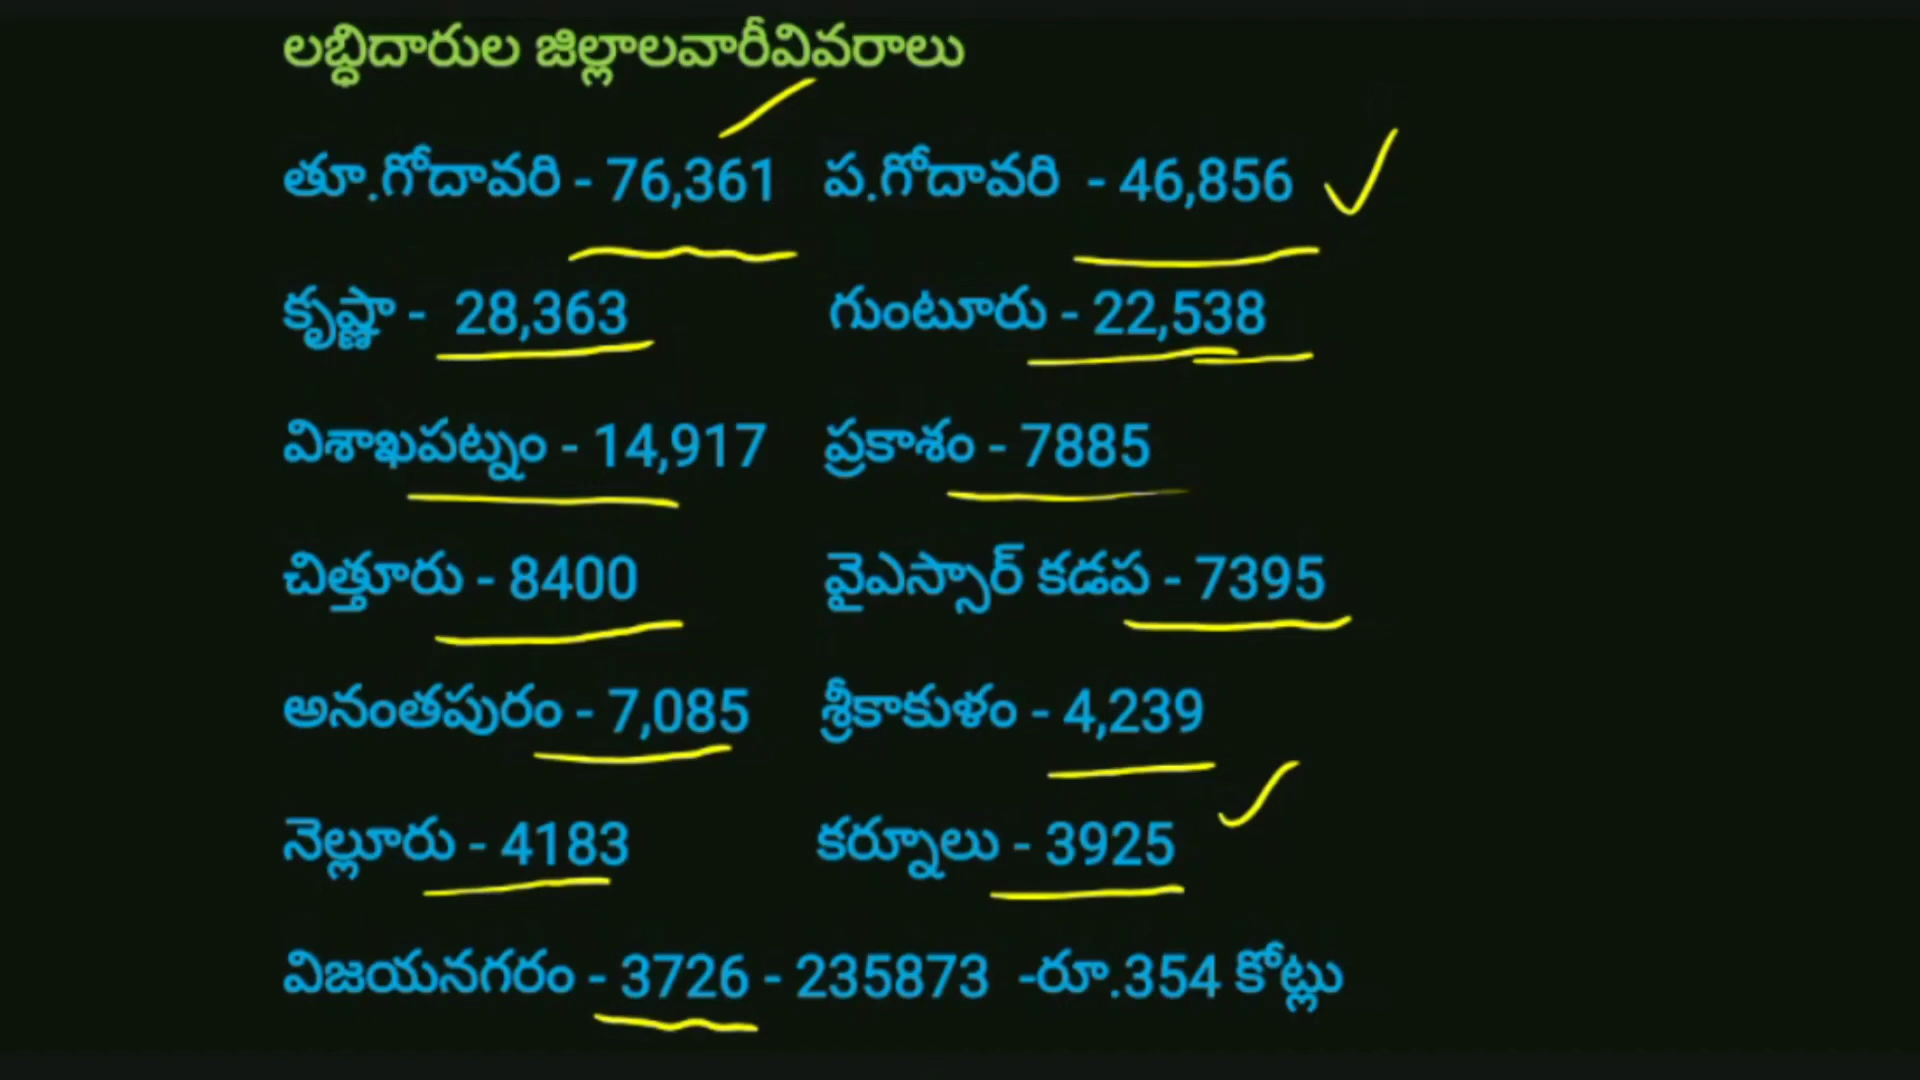 లబ్ధిదారుల జిల్లాలవారీవివరాలు
తూ.గోదావరి - 76,361 ప.గోదావరి - 46,856
కృష్ణా - 28,363 గుంటూరు - 22,538
విశాఖపట్నం - 14,917 ప్రకాశం - 7885
చిత్తూరు - 8400 వైఎస్సార్ కడప - 7395
అనంతపురం - 7,085 శ్రీకాకుళం - 4,239
నెల్లూరు - 4183 కర్నూలు - 3925
విజయనగరం - 3726 - 235873 -రూ.354 కోట్లు